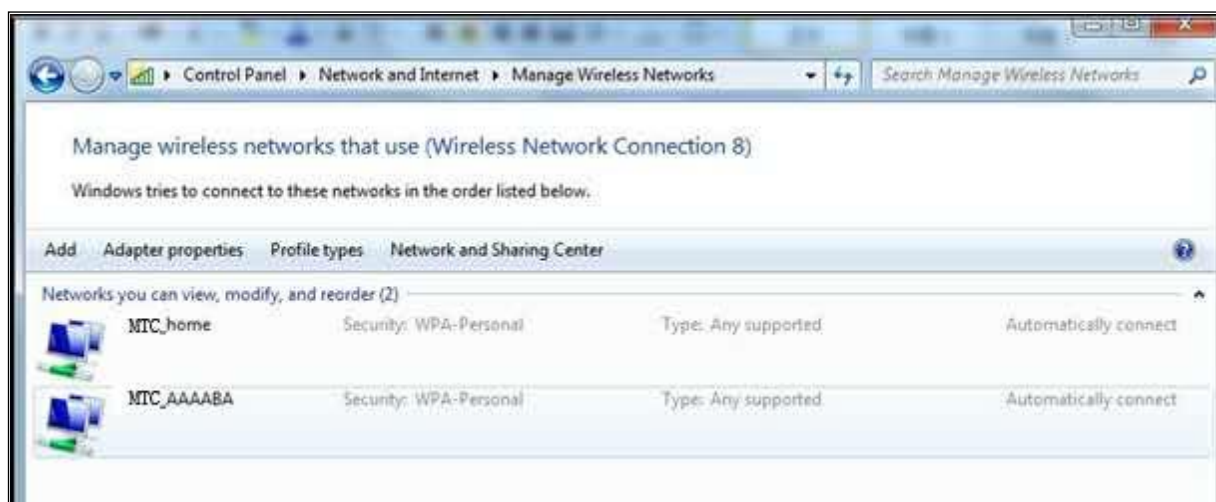 Control Panel ▸ Network and Internet ▸ Manage Wireless Networks Search Manage Wireless Networks
Manage wireless networks that use (Wireless Network Connection 8)
Windows tries to connect to these networks in the order listed below.
Add Adapter properties Profile types Network and Sharing Center
Networks you can view, modify, and reorder (2)
MTC_home Security: WPA-Personal Type: Any supported Automatically connect
MTC_AAAABA Security: WPA-Personal Type: Any supported Automatically connect